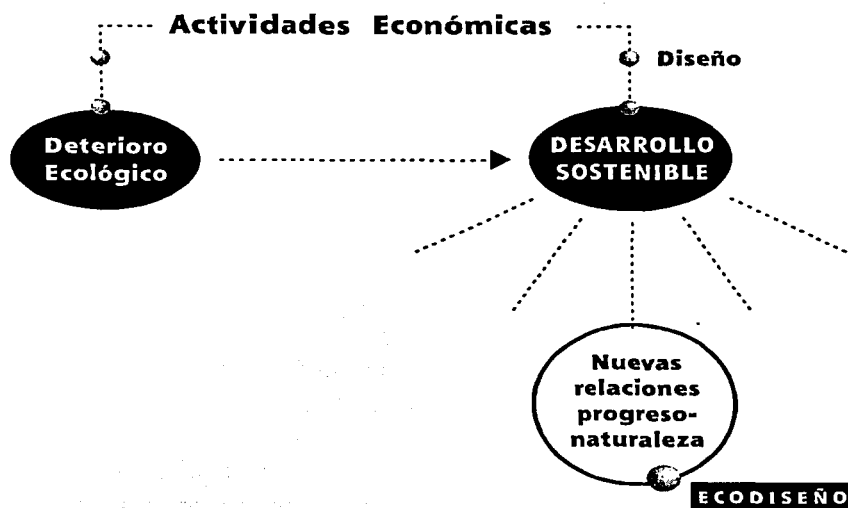 Actividades Económicas
Diseño
Deterioro
Ecológico
DESARROLLO
SOSTENIBLE
Nuevas
relaciones
progreso-
naturaleza
ECODISEÑO